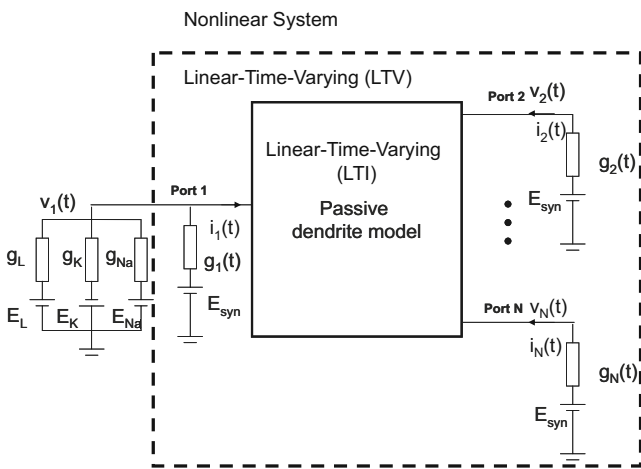 Nonlinear System
Linear-Time-Varying (LTV)
Port 2 v2(t)
i2(t)
g2(t)
Esyn
Linear-Time-Varying
(LTI)
Passive
dendrite model
Port 1
v1(t)
i1(t)
g1(t)
Esyn
gL
gK
gNa
EL
EK
ENa
Port N vN(t)
iN(t)
gN(t)
Esyn